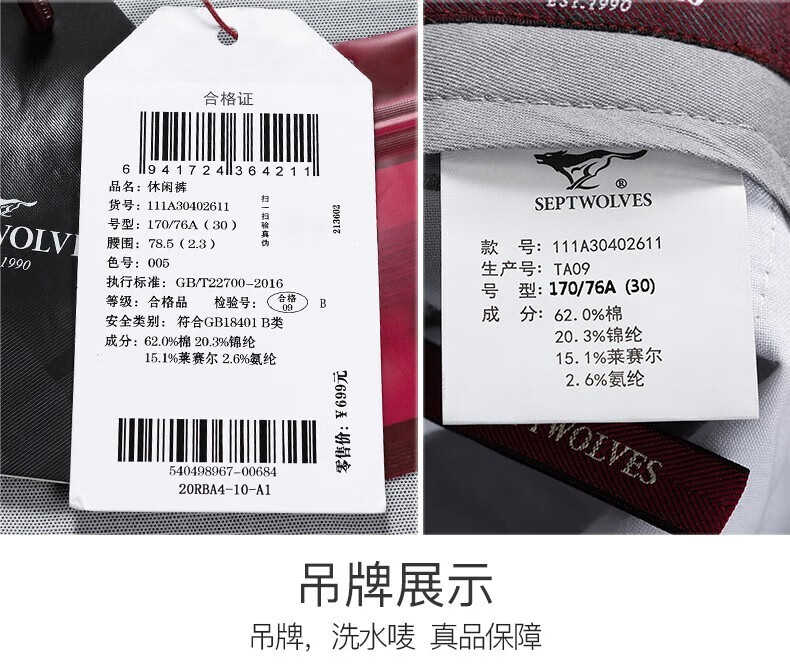 合格证
6 941724 364211
品名：休闲裤
货号：111A30402611
号型：170/76A（30）
腰围：78.5（2.3）
色号：005
执行标准：GB/T22700-2016
等级：合格品 检验号：合格 09 B
安全类别：符合GB18401 B类
成分：62.0%棉 20.3%锦纶
15.1%莱赛尔 2.6%氨纶
扫一扫验真伪
213602
零售价：¥699元
540498967-00684
20RBA4-10-A1
WOLVE
1990
EST.1990
SEPTWOLVES®
款 号：111A30402611
生产号：TA09
号 型：170/76A（30）
成 分：62.0%棉
20.3%锦纶
15.1%莱赛尔
2.6%氨纶
PTWOLVES
吊牌展示
吊牌，洗水唛 真品保障